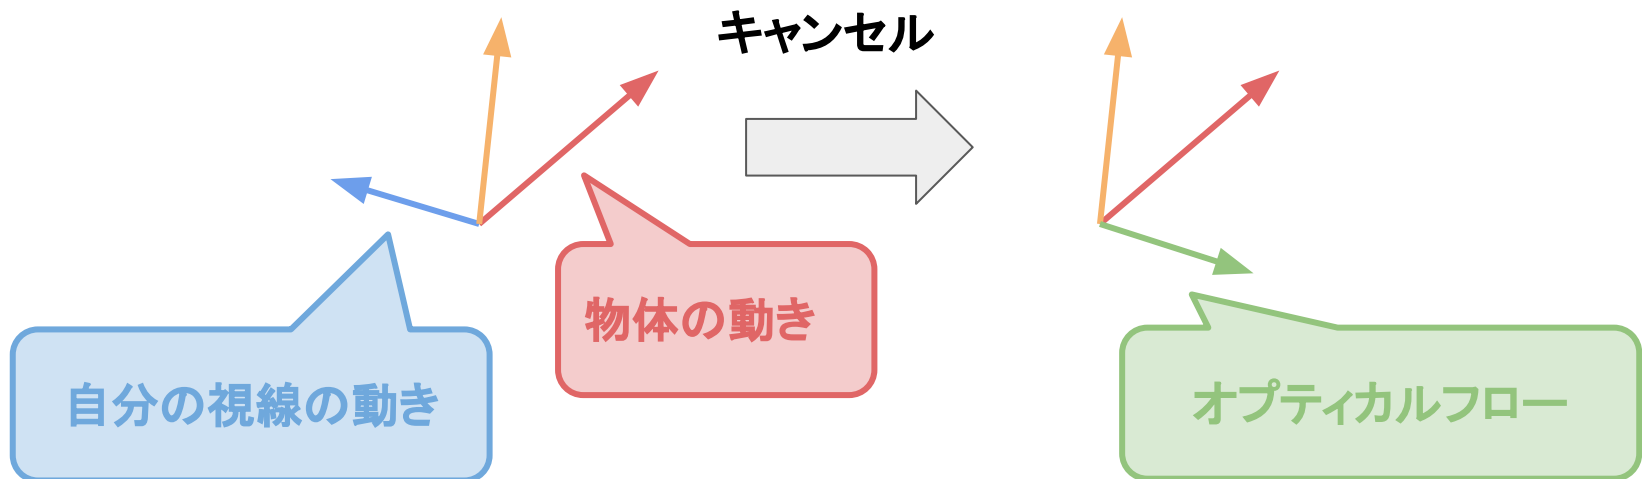 キャンセル
物体の動き
自分の視線の動き
オプティカルフロー